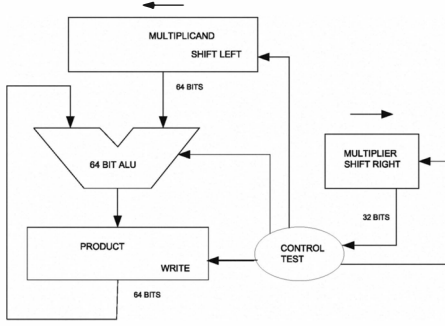 MULTIPLICAND
SHIFT LEFT
64 BITS
64 BIT ALU
MULTIPLIER
SHIFT RIGHT
32 BITS
PRODUCT
WRITE
CONTROL
TEST
64 BITS